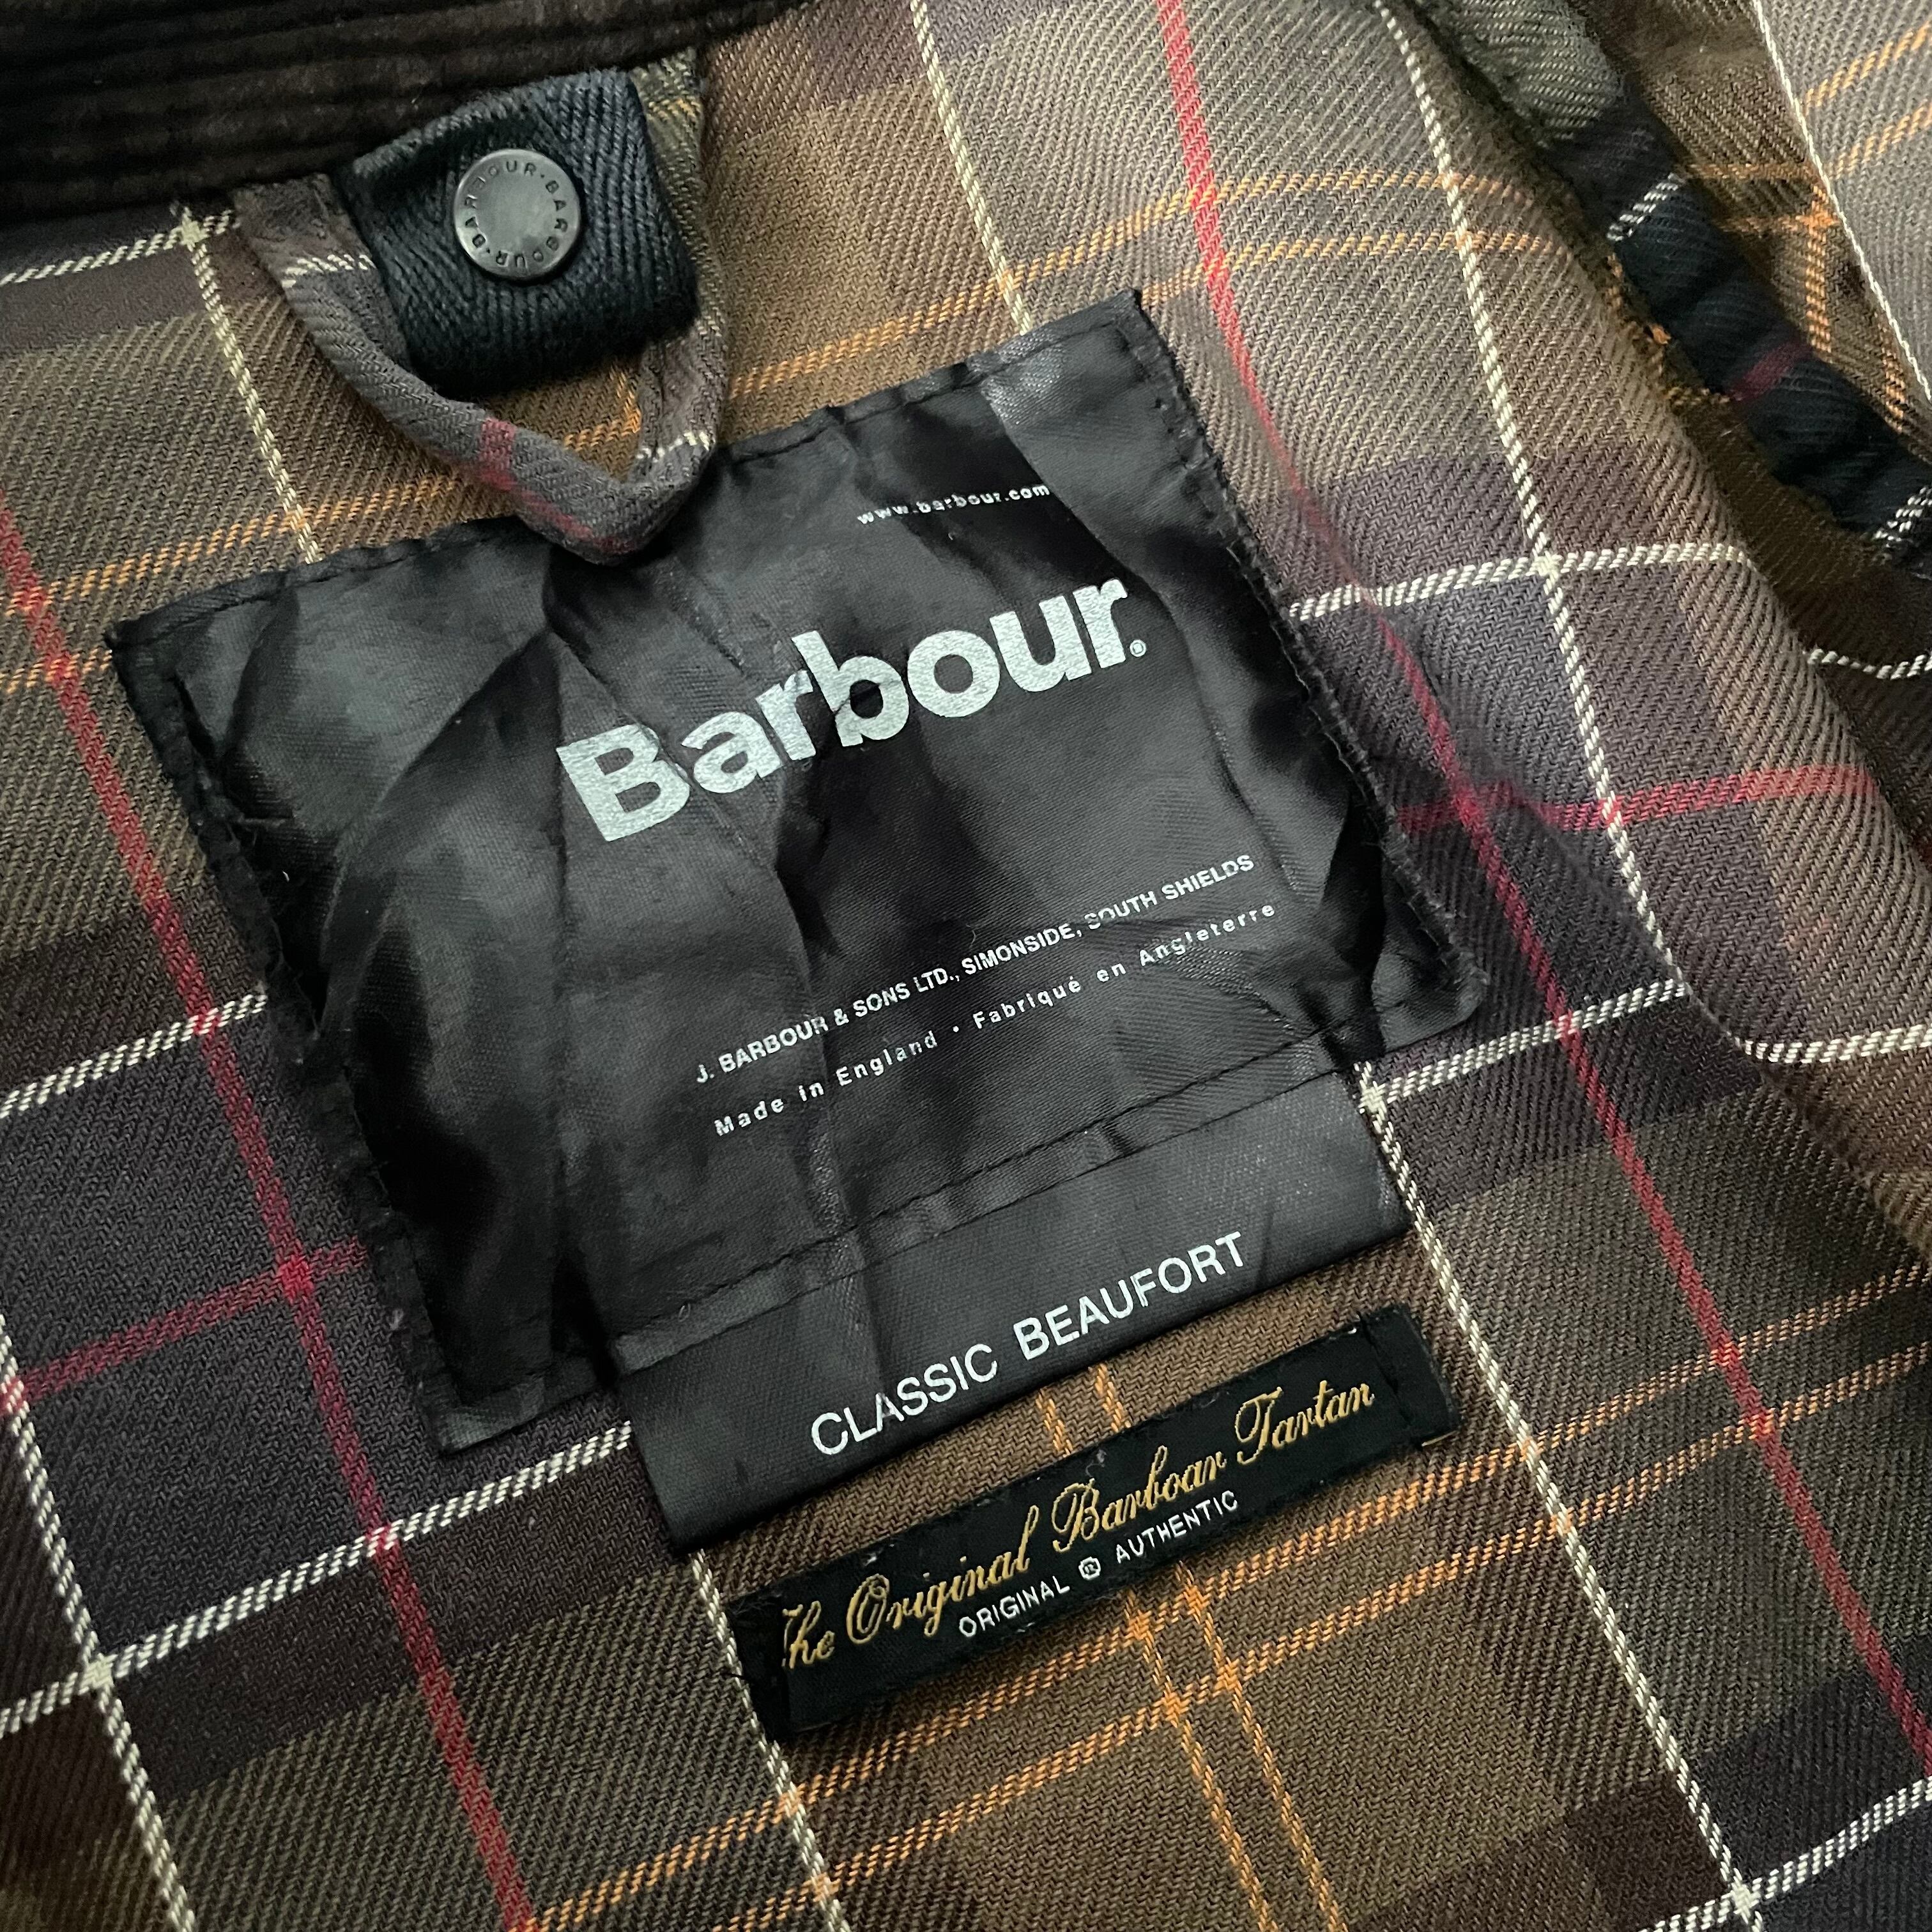 BARBOUR · BARBOUR · BARBOUR ·
www.barbour.com
Barbour®
J. BARBOUR & SONS LTD., SIMONSIDE, SOUTH SHIELDS
Made in England • Fabriqué en Angleterre
CLASSIC BEAUFORT
The Original Barbour Tartan
ORIGINAL ® AUTHENTIC